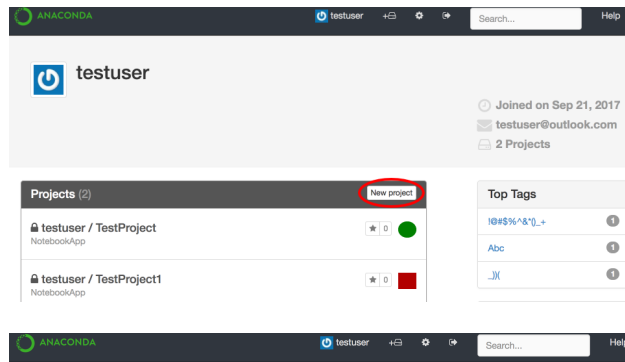 ANACONDA testuser Search... Help
testuser
Joined on Sep 21, 2017
testuser@outlook.com
2 Projects
Projects (2) New project
testuser / TestProject 0
NotebookApp
testuser / TestProject1 0
NotebookApp
Top Tags
!@#$%^&*()_+ 1
Abc 1
_)){ 1
ANACONDA testuser Search... Help